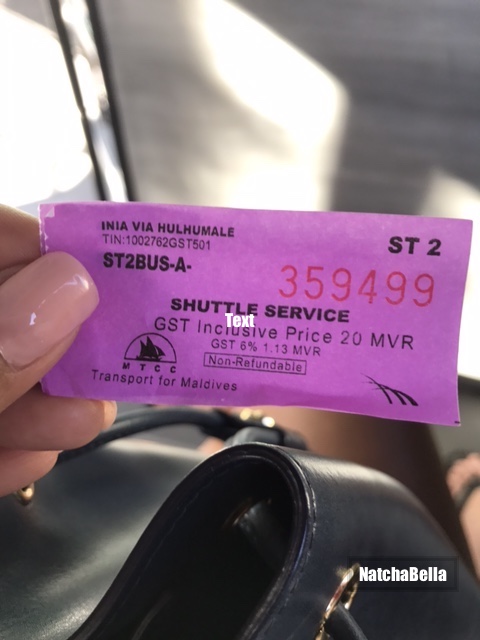 INIA VIA HULHUMALE
TIN:1002762GST501
ST 2
ST2BUS-A-
359499
SHUTTLE SERVICE
Text
GST Inclusive Price 20 MVR
GST 6% 1.13 MVR
Non-Refundable
MTCC
Transport for Maldives
NatchaBella